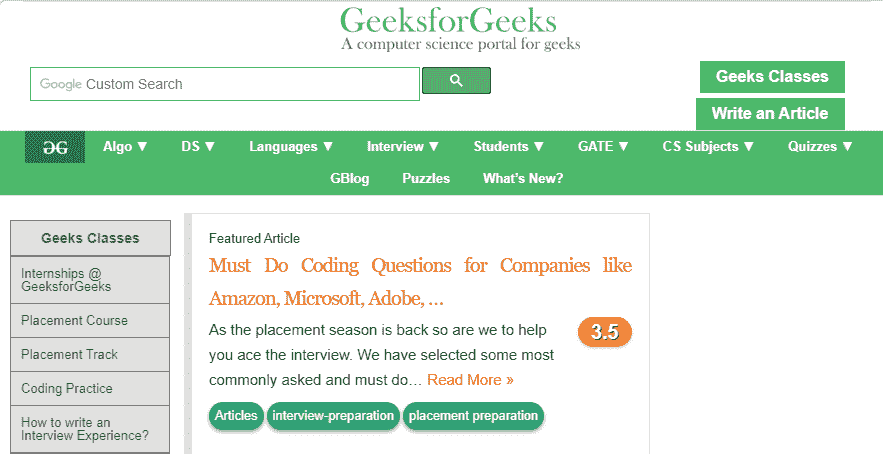 GeeksforGeeks
A computer science portal for geeks
Google Custom Search
Geeks Classes
Write an Article
Algo ▼ DS ▼ Languages ▼ Interview ▼ Students ▼ GATE ▼ CS Subjects ▼ Quizzes ▼
GBlog Puzzles What's New?
Geeks Classes
Internships @
GeeksforGeeks
Placement Course
Placement Track
Coding Practice
How to write an
Interview Experience?
Featured Article
Must Do Coding Questions for Companies like
Amazon, Microsoft, Adobe, ...
3.5
As the placement season is back so are we to help
you ace the interview. We have selected some most
commonly asked and must do... Read More »
Articles interview-preparation placement preparation